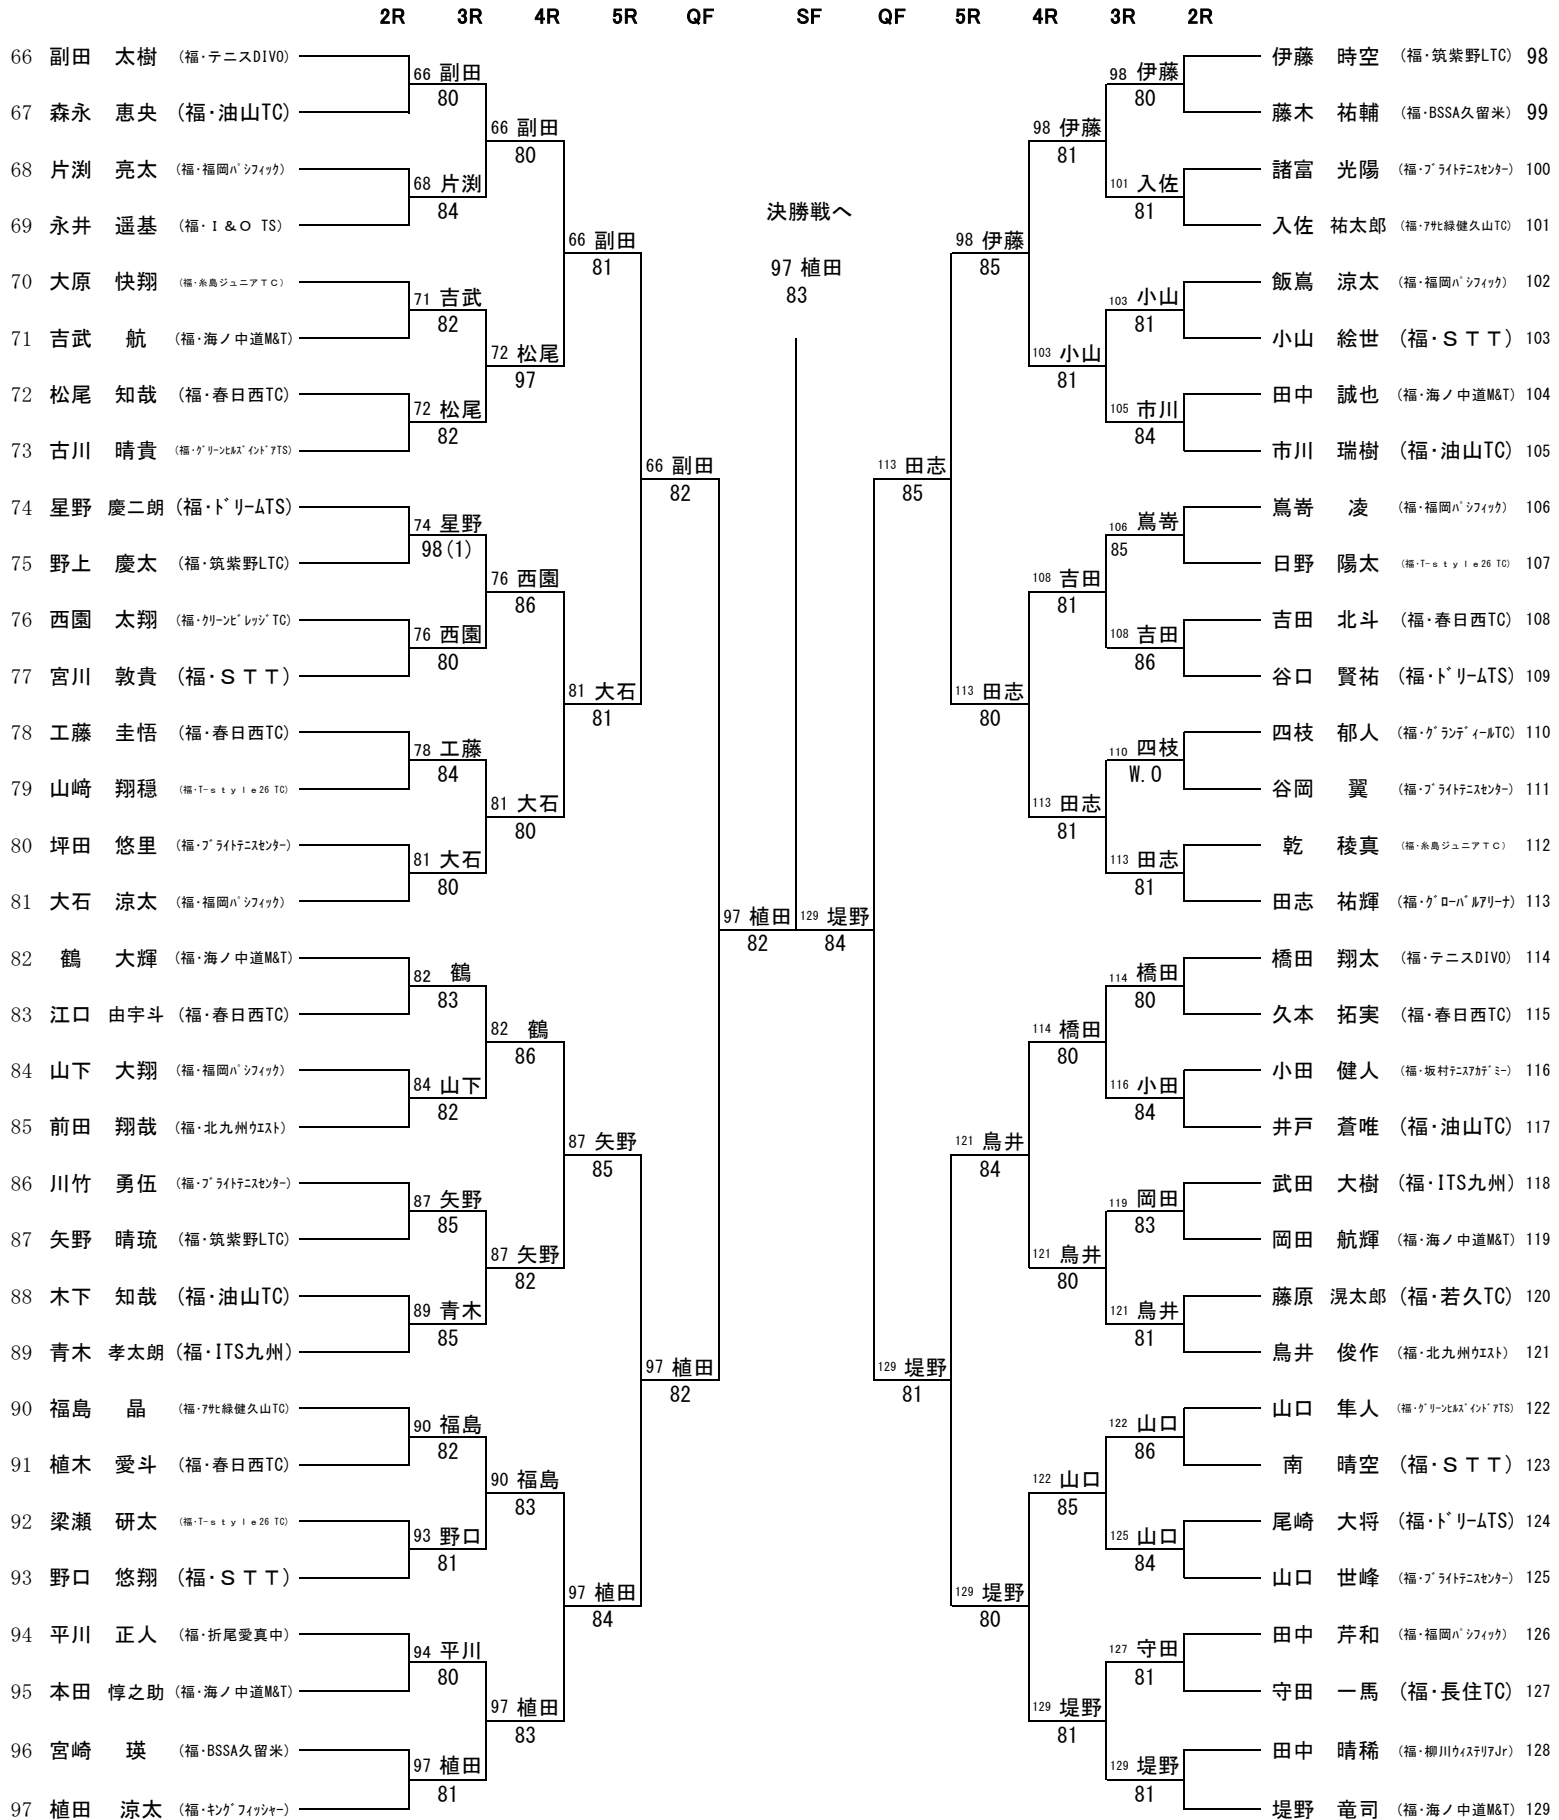 2R 3R 4R 5R QF SF QF 5R 4R 3R 2R
66 副田 太樹 (福・テニスDIVO)
67 森永 恵央 (福・油山TC)
68 片渕 亮太 (福・福岡パシフィック)
69 永井 遥基 (福・I&O TS)
70 大原 快翔 (福・糸島ジュニアTC)
71 吉武 航 (福・海ノ中道M&T)
72 松尾 知哉 (福・春日西TC)
73 古川 晴貴 (福・グリーンヒルズインドアTS)
74 星野 慶二朗 (福・ドリームTS)
75 野上 慶太 (福・筑紫野LTC)
76 西園 太翔 (福・クリーンビレッジTC)
77 宮川 敦貴 (福・STT)
78 工藤 圭悟 (福・春日西TC)
79 山﨑 翔穏 (福・T-style26 TC)
80 坪田 悠里 (福・ブライトテニスセンター)
81 大石 涼太 (福・福岡パシフィック)
82 鶴 大輝 (福・海ノ中道M&T)
83 江口 由宇斗 (福・春日西TC)
84 山下 大翔 (福・福岡パシフィック)
85 前田 翔哉 (福・北九州ウエスト)
86 川竹 勇伍 (福・ブライトテニスセンター)
87 矢野 晴琉 (福・筑紫野LTC)
88 木下 知哉 (福・油山TC)
89 青木 孝太朗 (福・ITS九州)
90 福島 晶 (福・アサヒ緑健久山TC)
91 植木 愛斗 (福・春日西TC)
92 梁瀬 研太 (福・T-style26 TC)
93 野口 悠翔 (福・STT)
94 平川 正人 (福・折尾愛真中)
95 本田 惇之助 (福・海ノ中道M&T)
96 宮崎 瑛 (福・BSSA久留米)
97 植田 涼太 (福・キングフィッシャー)
66 副田
80
68 片渕
84
71 吉武
82
72 松尾
82
74 星野
98(1)
76 西園
80
78 工藤
84
81 大石
80
82 鶴
83
84 山下
82
87 矢野
85
89 青木
85
90 福島
82
93 野口
81
94 平川
80
97 植田
81
66 副田
80
72 松尾
97
76 西園
86
81 大石
80
82 鶴
86
87 矢野
82
90 福島
83
97 植田
83
66 副田
81
81 大石
81
87 矢野
85
97 植田
84
66 副田
82
97 植田
82
97 植田
82
決勝戦へ
97 植田
83
129 堤野
84
113 田志
85
129 堤野
81
98 伊藤
85
113 田志
80
121 鳥井
84
129 堤野
80
98 伊藤
81
103 小山
81
108 吉田
81
113 田志
81
114 橋田
80
121 鳥井
80
122 山口
85
129 堤野
81
98 伊藤
80
101 入佐
81
103 小山
81
105 市川
84
106 嶌嵜
85
108 吉田
86
110 四枝
W.O
113 田志
81
114 橋田
80
116 小田
84
119 岡田
83
121 鳥井
81
122 山口
86
125 山口
84
127 守田
81
129 堤野
81
伊藤 時空 (福・筑紫野LTC) 98
藤木 祐輔 (福・BSSA久留米) 99
諸富 光陽 (福・ブライトテニスセンター) 100
入佐 祐太郎 (福・アサヒ緑健久山TC) 101
飯嶌 涼太 (福・福岡パシフィック) 102
小山 絵世 (福・STT) 103
田中 誠也 (福・海ノ中道M&T) 104
市川 瑞樹 (福・油山TC) 105
嶌嵜 凌 (福・福岡パシフィック) 106
日野 陽太 (福・T-style26 TC) 107
吉田 北斗 (福・春日西TC) 108
谷口 賢祐 (福・ドリームTS) 109
四枝 郁人 (福・グランディールTC) 110
谷岡 翼 (福・ブライトテニスセンター) 111
乾 稜真 (福・糸島ジュニアTC) 112
田志 祐輝 (福・グローバルアリーナ) 113
橋田 翔太 (福・テニスDIVO) 114
久本 拓実 (福・春日西TC) 115
小田 健人 (福・坂村テニスアカデミー) 116
井戸 蒼唯 (福・油山TC) 117
武田 大樹 (福・ITS九州) 118
岡田 航輝 (福・海ノ中道M&T) 119
藤原 滉太郎 (福・若久TC) 120
鳥井 俊作 (福・北九州ウエスト) 121
山口 隼人 (福・グリーンヒルズインドアTS) 122
南 晴空 (福・STT) 123
尾崎 大将 (福・ドリームTS) 124
山口 世峰 (福・ブライトテニスセンター) 125
田中 芹和 (福・福岡パシフィック) 126
守田 一馬 (福・長住TC) 127
田中 晴稀 (福・柳川ウィステリアJr) 128
堤野 竜司 (福・海ノ中道M&T) 129